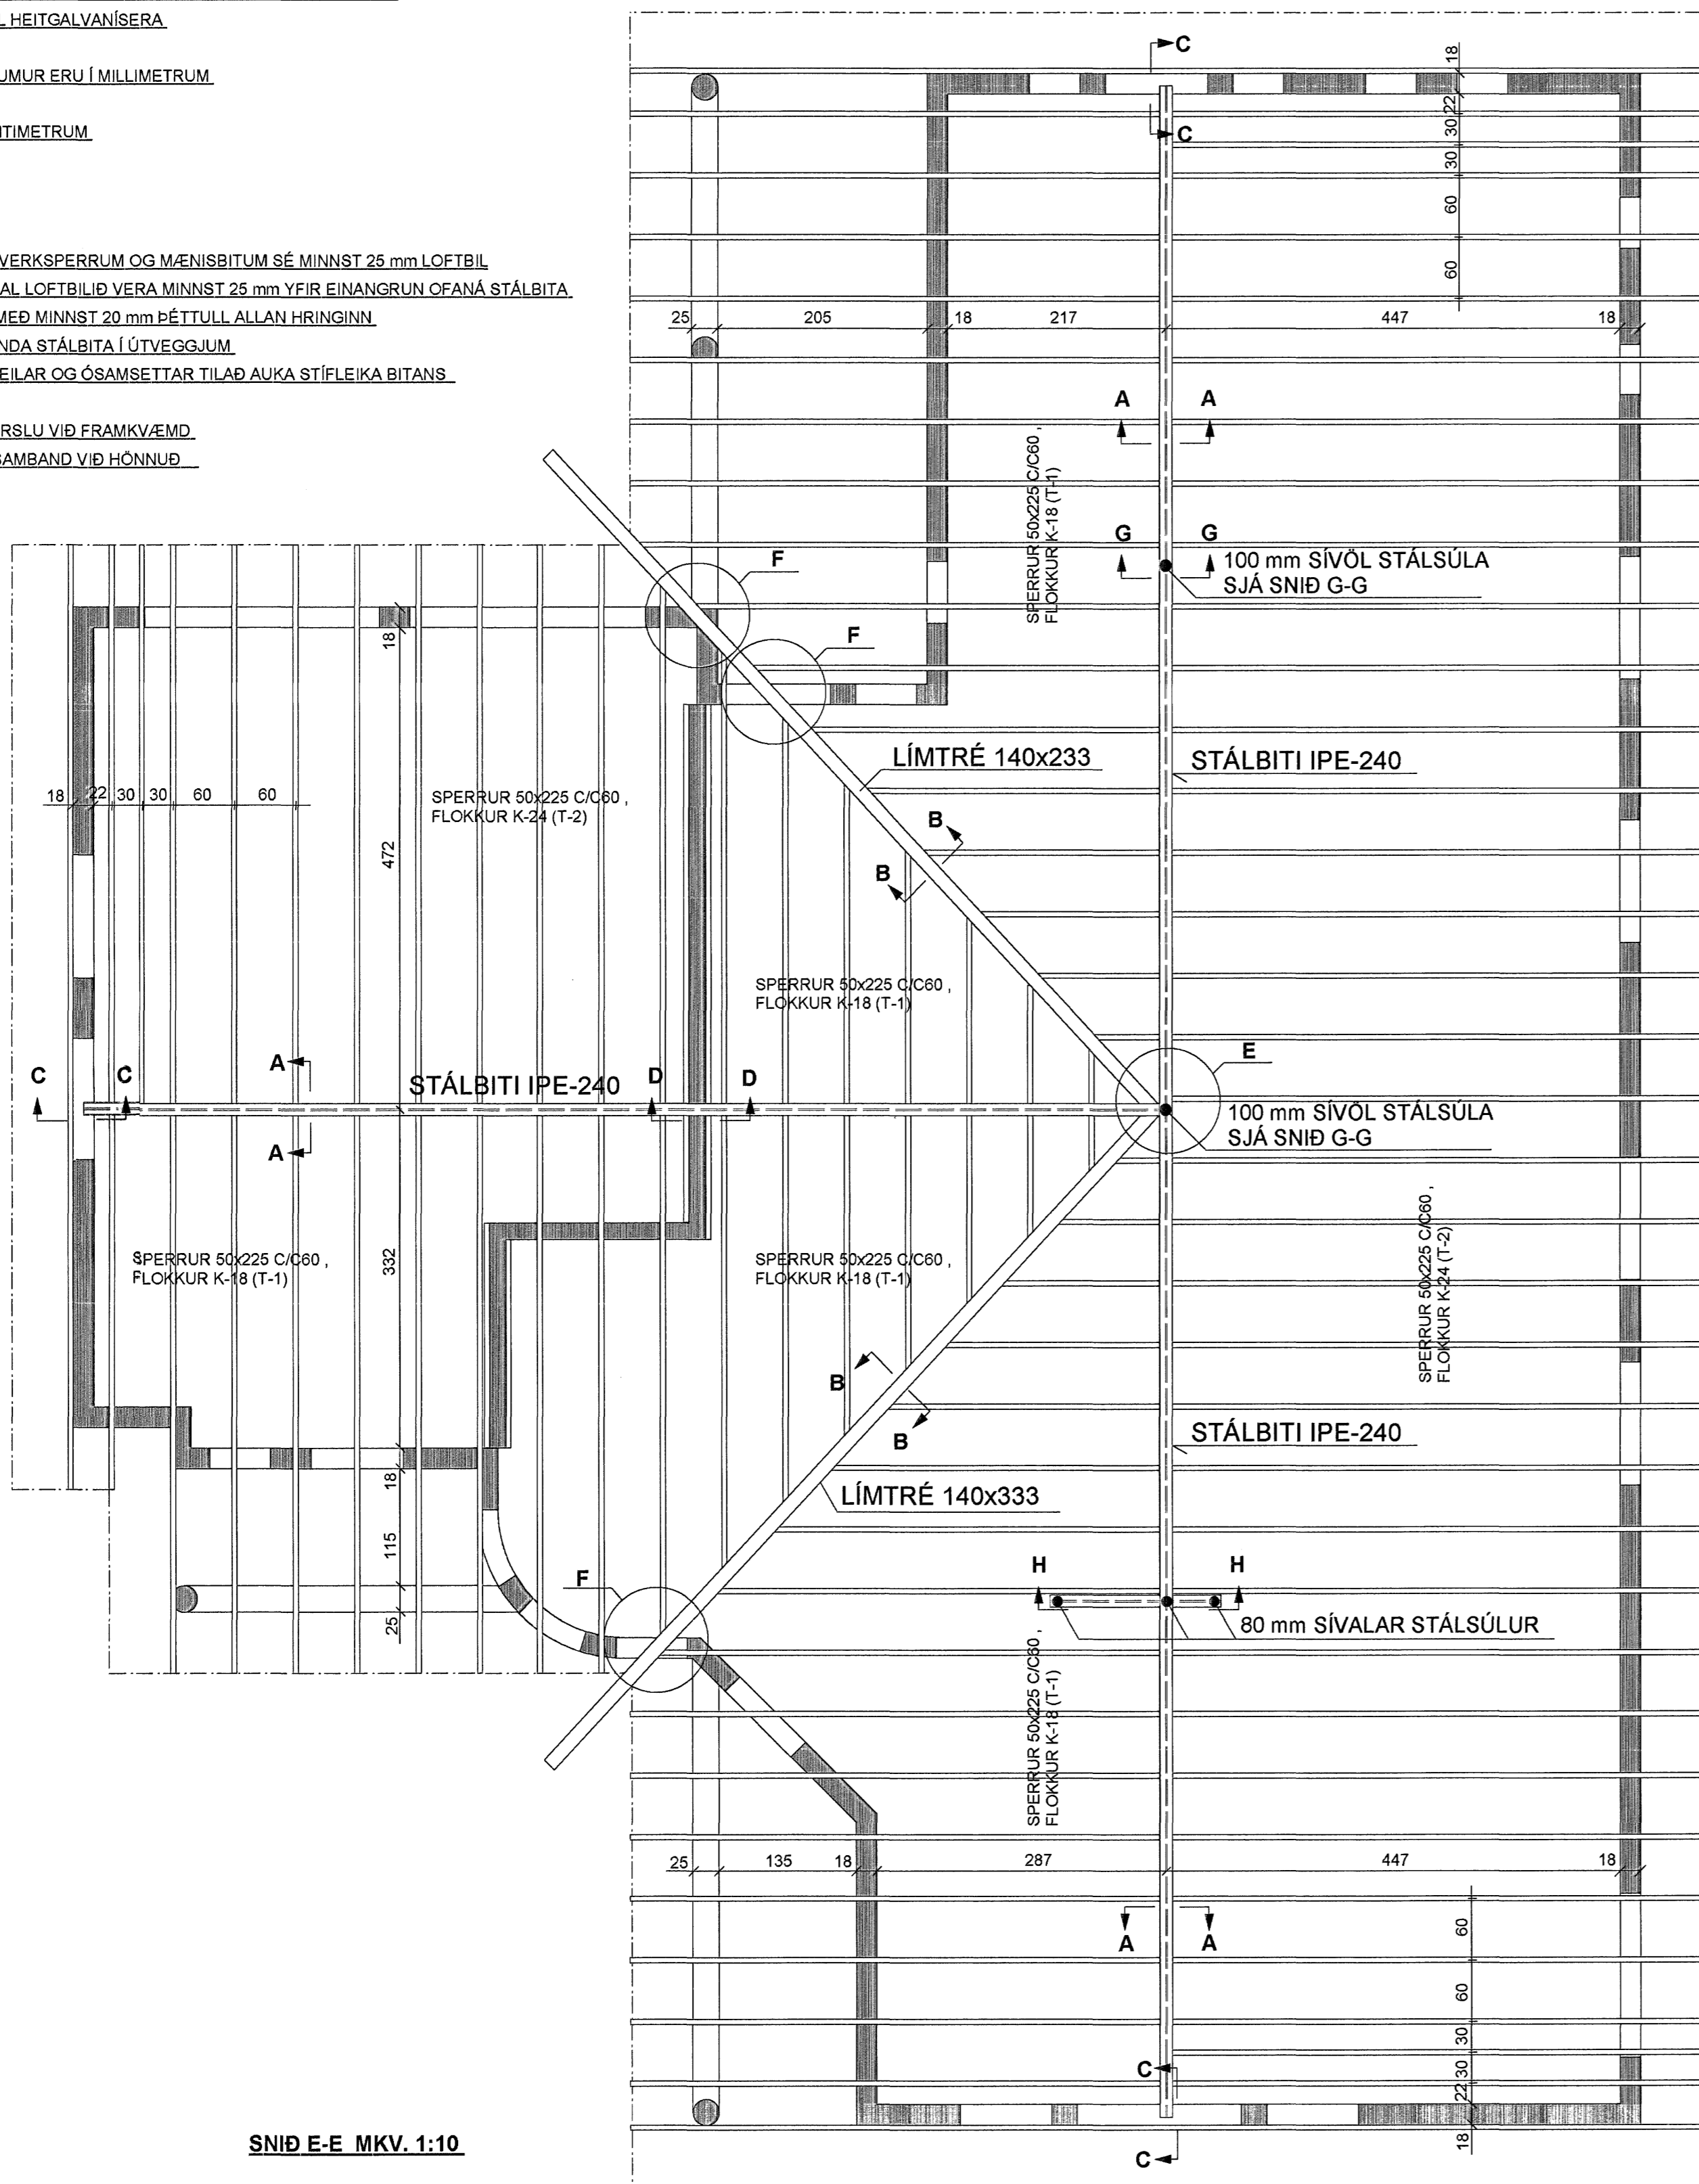 L HEITGALVANÍSERA
UMUR ERU Í MILLIMETRUM
TIMETRUM
VERKSPERRUM OG MÆNISBITUM SÉ MINNST 25 mm LOFTBIL
AL LOFTBILIÐ VERA MINNST 25 mm YFIR EINANGRUN OFANÁ STÁLBITA
MEÐ MINNST 20 mm ÞÉTTULL ALLAN HRINGINN
NDA STÁLBITA Í ÚTVEGGJUM
EILAR OG ÓSAMSETTAR TILAÐ AUKA STÍFLEIKA BITANS
RSLU VIÐ FRAMKVÆMD
SAMBAND VIÐ HÖNNUÐ
C
C
18
22
30
30
60
60
25
205
18
217
447
18
A
A
SPERRUR 50x225 C/C60 ,
FLOKKUR K-18 (T-1)
G
G
100 mm SÍVÖL STÁLSÚLA
SJÁ SNIÐ G-G
F
F
18
LÍMTRÉ 140x233
STÁLBITI IPE-240
18
22
30
30
60
60
SPERRUR 50x225 C/C60 ,
FLOKKUR K-24 (T-2)
472
B
B
SPERRUR 50x225 C/C60 ,
FLOKKUR K-18 (T-1)
E
C
C
A
STÁLBITI IPE-240
D
D
100 mm SÍVÖL STÁLSÚLA
SJÁ SNIÐ G-G
A
SPERRUR 50x225 C/C60 ,
FLOKKUR K-18 (T-1)
332
SPERRUR 50x225 C/C60 ,
FLOKKUR K-18 (T-1)
SPERRUR 50x225 C/C60 ,
FLOKKUR K-24 (T-2)
B
B
STÁLBITI IPE-240
18
LÍMTRÉ 140x333
115
F
H
H
25
80 mm SÍVALAR STÁLSÚLUR
SPERRUR 50x225 C/C60 ,
FLOKKUR K-18 (T-1)
25
135
18
287
447
18
A
A
60
60
30
30
22
18
C
C
SNIÐ E-E MKV. 1:10